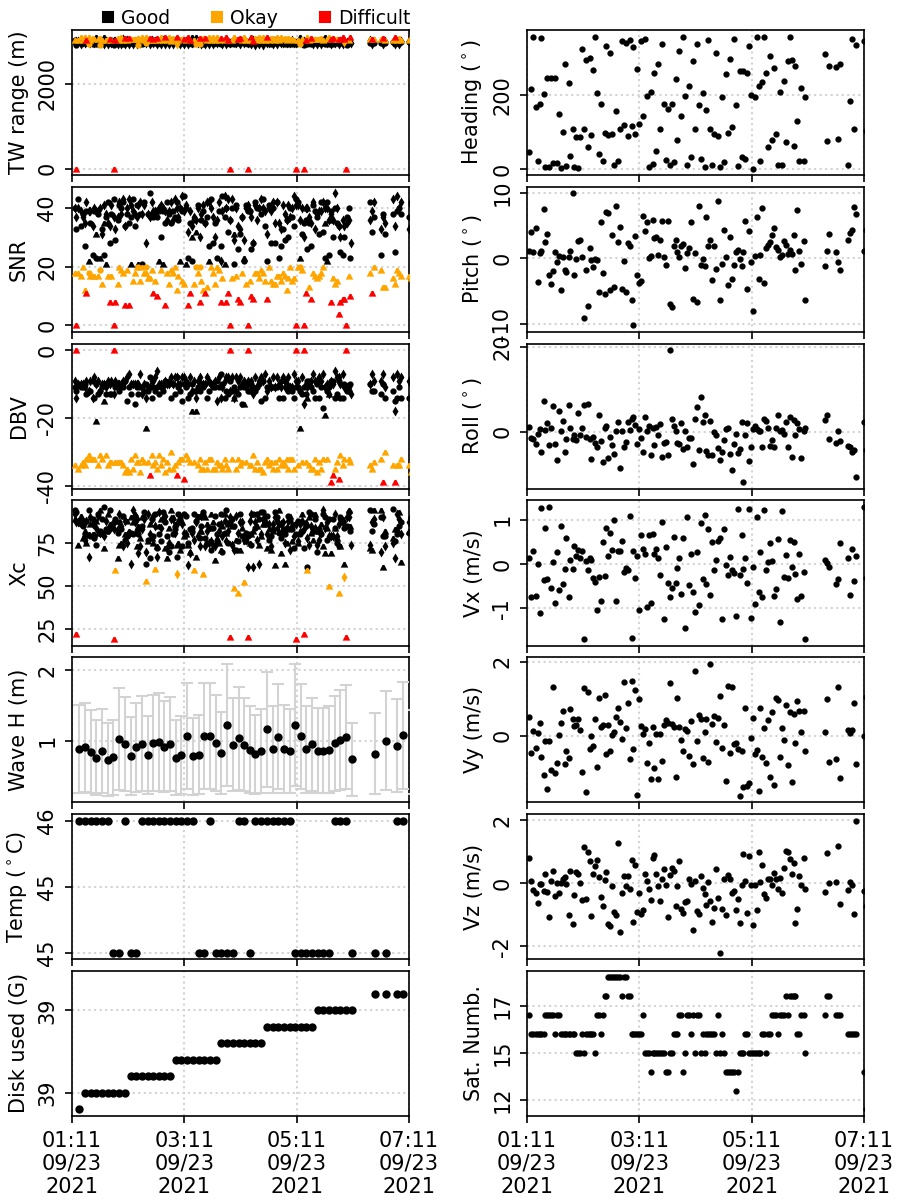 Good Okay Difficult
TW range (m)
2000
0
Heading (°)
200
0
SNR
40
20
0
Pitch (°)
10
0
-10
DBV
0
-20
-40
Roll (°)
20
0
Xc
75
50
25
Vx (m/s)
1
0
-1
Wave H (m)
2
1
Vy (m/s)
2
0
Temp (°C)
46
45
45
Vz (m/s)
2
0
-2
Disk used (G)
39
39
Sat. Numb.
17
15
12
01:11 03:11 05:11 07:11
09/23 09/23 09/23 09/23
2021 2021 2021 2021
01:11 03:11 05:11 07:11
09/23 09/23 09/23 09/23
2021 2021 2021 2021